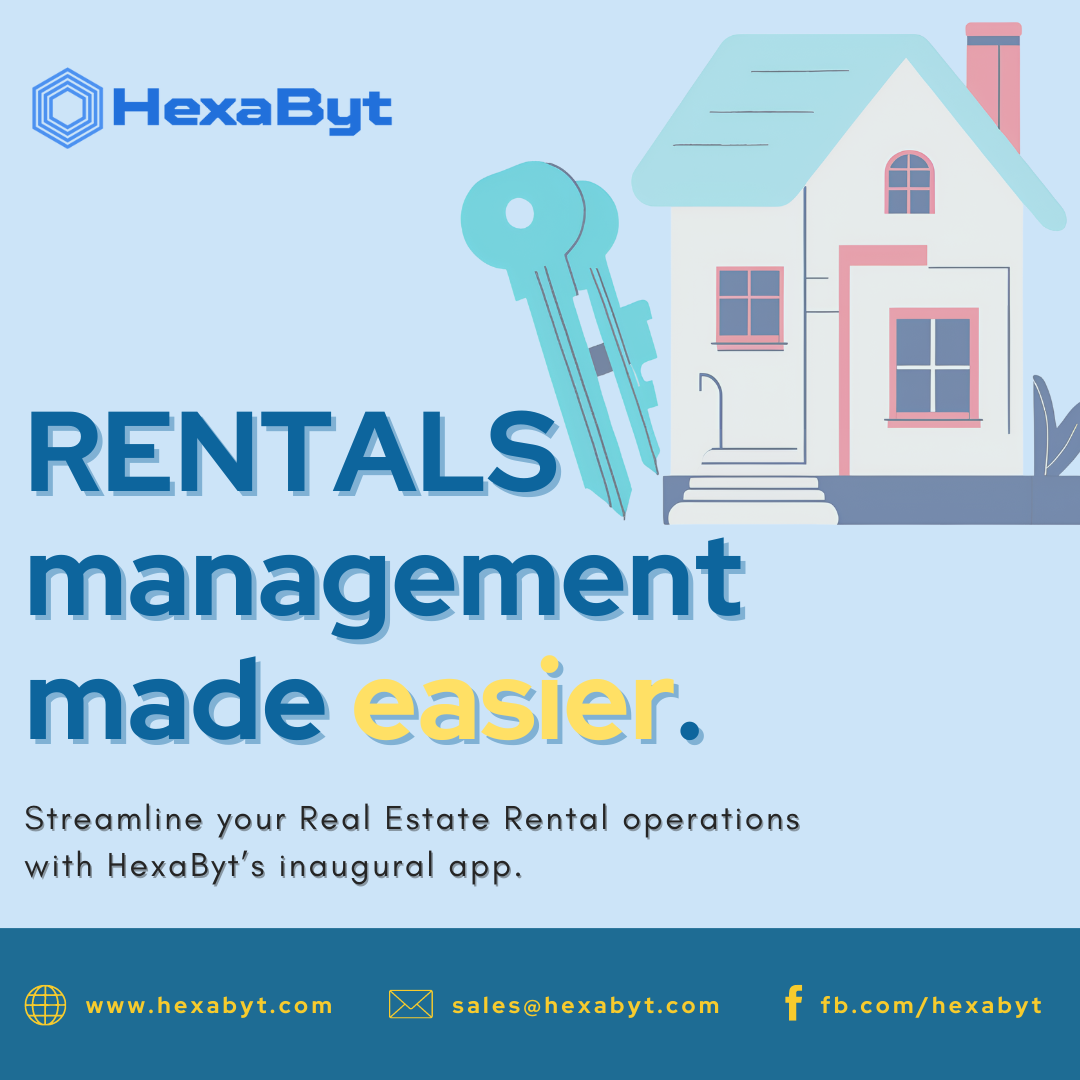 HexaByt
RENTALS
management
made easier.
Streamline your Real Estate Rental operations
with HexaByt’s inaugural app.
www.hexabyt.com
sales@hexabyt.com
fb.com/hexabyt